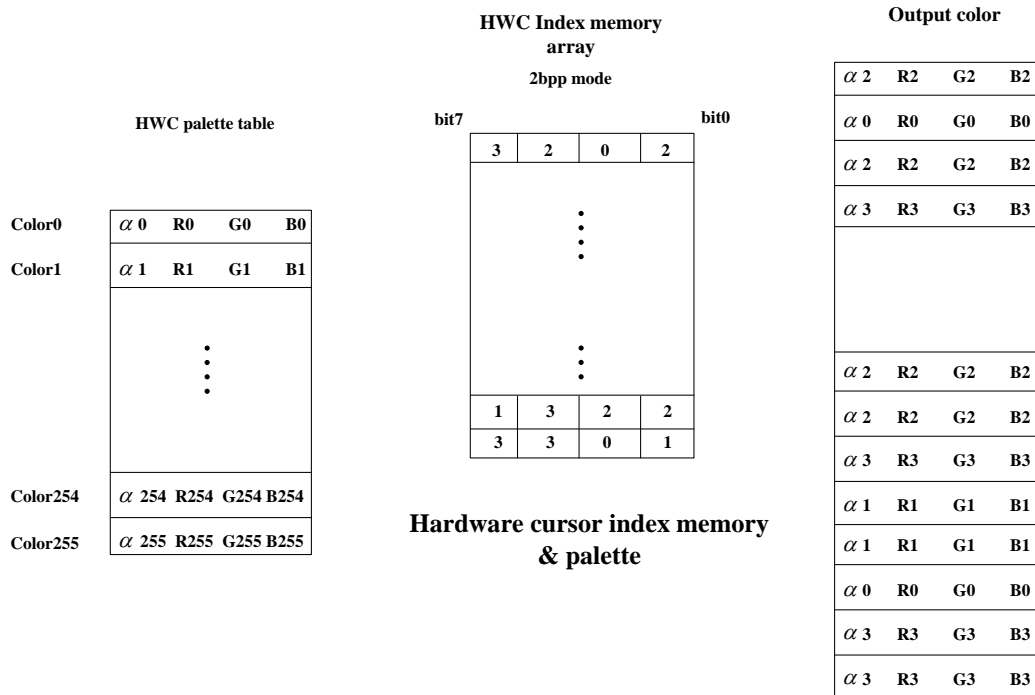 HWC palette table
Color0 α 0 R0 G0 B0
Color1 α 1 R1 G1 B1
Color254 α 254 R254 G254 B254
Color255 α 255 R255 G255 B255
HWC Index memory
array
2bpp mode
bit7 bit0
3 2 0 2
1 3 2 2
3 3 0 1
Hardware cursor index memory
& palette
Output color
α 2 R2 G2 B2
α 0 R0 G0 B0
α 2 R2 G2 B2
α 3 R3 G3 B3
α 2 R2 G2 B2
α 2 R2 G2 B2
α 3 R3 G3 B3
α 1 R1 G1 B1
α 1 R1 G1 B1
α 0 R0 G0 B0
α 3 R3 G3 B3
α 3 R3 G3 B3